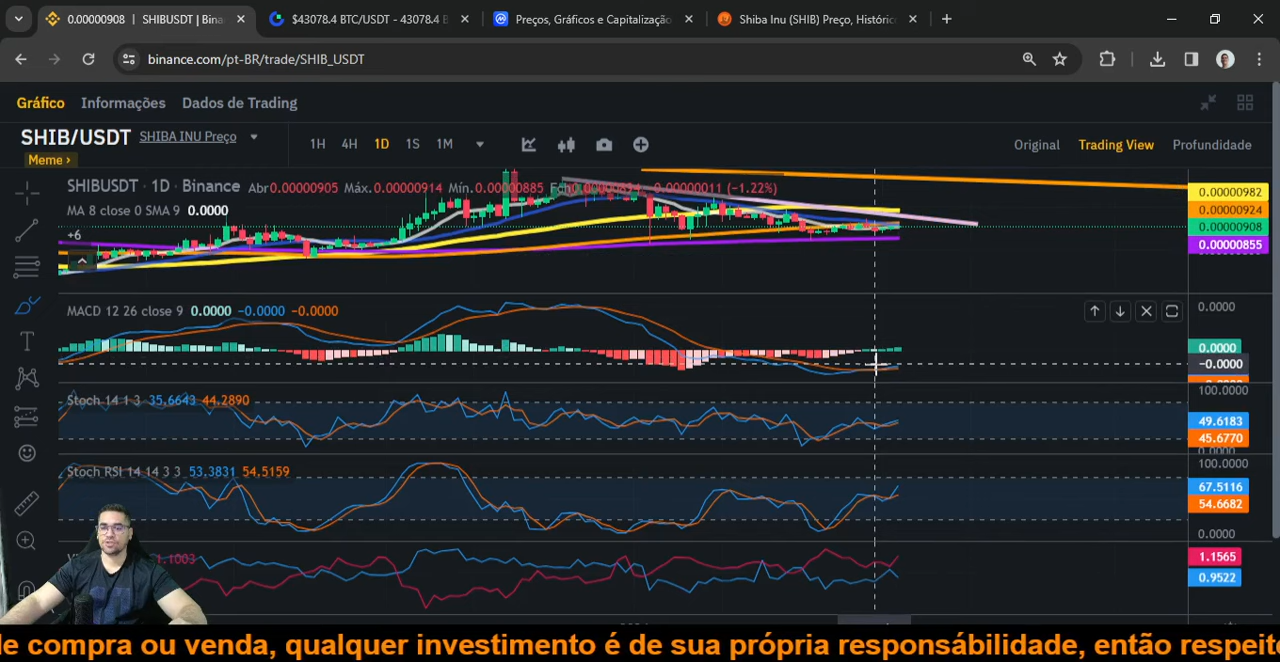 0.00000908 | SHIBUSDT | Bina
$43078.4 BTC/USDT - 43078.4 B
Preços, Gráficos e Capitalização
Shiba Inu (SHIB) Preço, Históric
binance.com/pt-BR/trade/SHIB_USDT
Gráfico Informações Dados de Trading
SHIB/USDT SHIBA INU Preço
Meme ›
1H 4H 1D 1S 1M
Original Trading View Profundidade
SHIBUSDT · 1D · Binance Abr0.00000905 Máx.0.00000914 Mín.0.00000885 -0.00000011 (−1.22%)
MA 8 close 0 SMA 9 0.0000
+6
0.00000982
0.00000924
0.00000908
0.00000855
MACD 12 26 close 9 0.0000 −0.0000 −0.0000
0.0000
0.0000
−0.0000
Stoch 14 1 3 35.6643 44.2890
100.0000
49.6183
45.6770
Stoch RSI 14 14 3 3 53.3831 54.5159
100.0000
67.5116
54.6682
0.0000
1.1003
1.1565
0.9522
de compra ou venda, qualquer investimento é de sua própria responsábilidade, então respeite